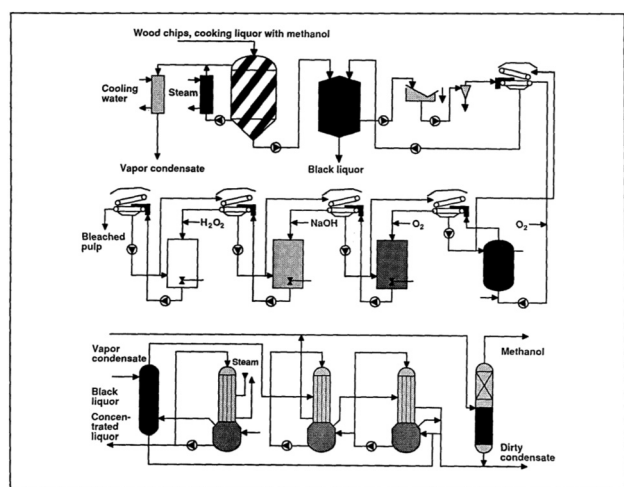 Wood chips, cooking liquor with methanol
Cooling
water
Steam
Vapor condensate
Black liquor
H₂O₂
NaOH
O₂
O₂
Bleached
pulp
Vapor
condensate
Steam
Methanol
Black
liquor
Concen-
trated
liquor
Dirty
condensate